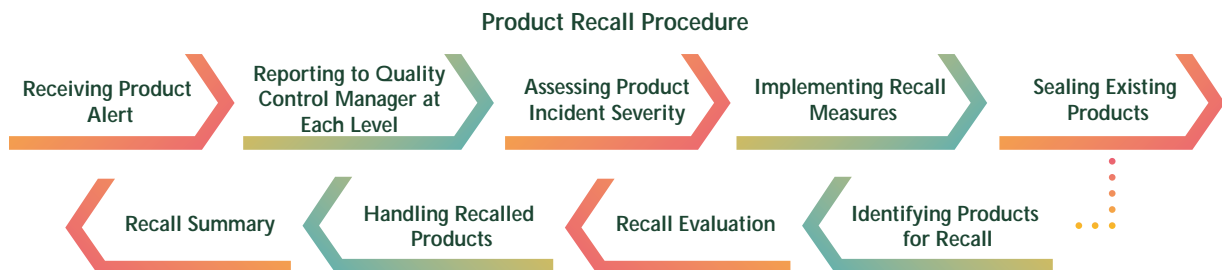 Product Recall Procedure
Receiving Product
Alert
Reporting to Quality
Control Manager at
Each Level
Assessing Product
Incident Severity
Implementing Recall
Measures
Sealing Existing
Products
Identifying Products
for Recall
Recall Evaluation
Handling Recalled
Products
Recall Summary